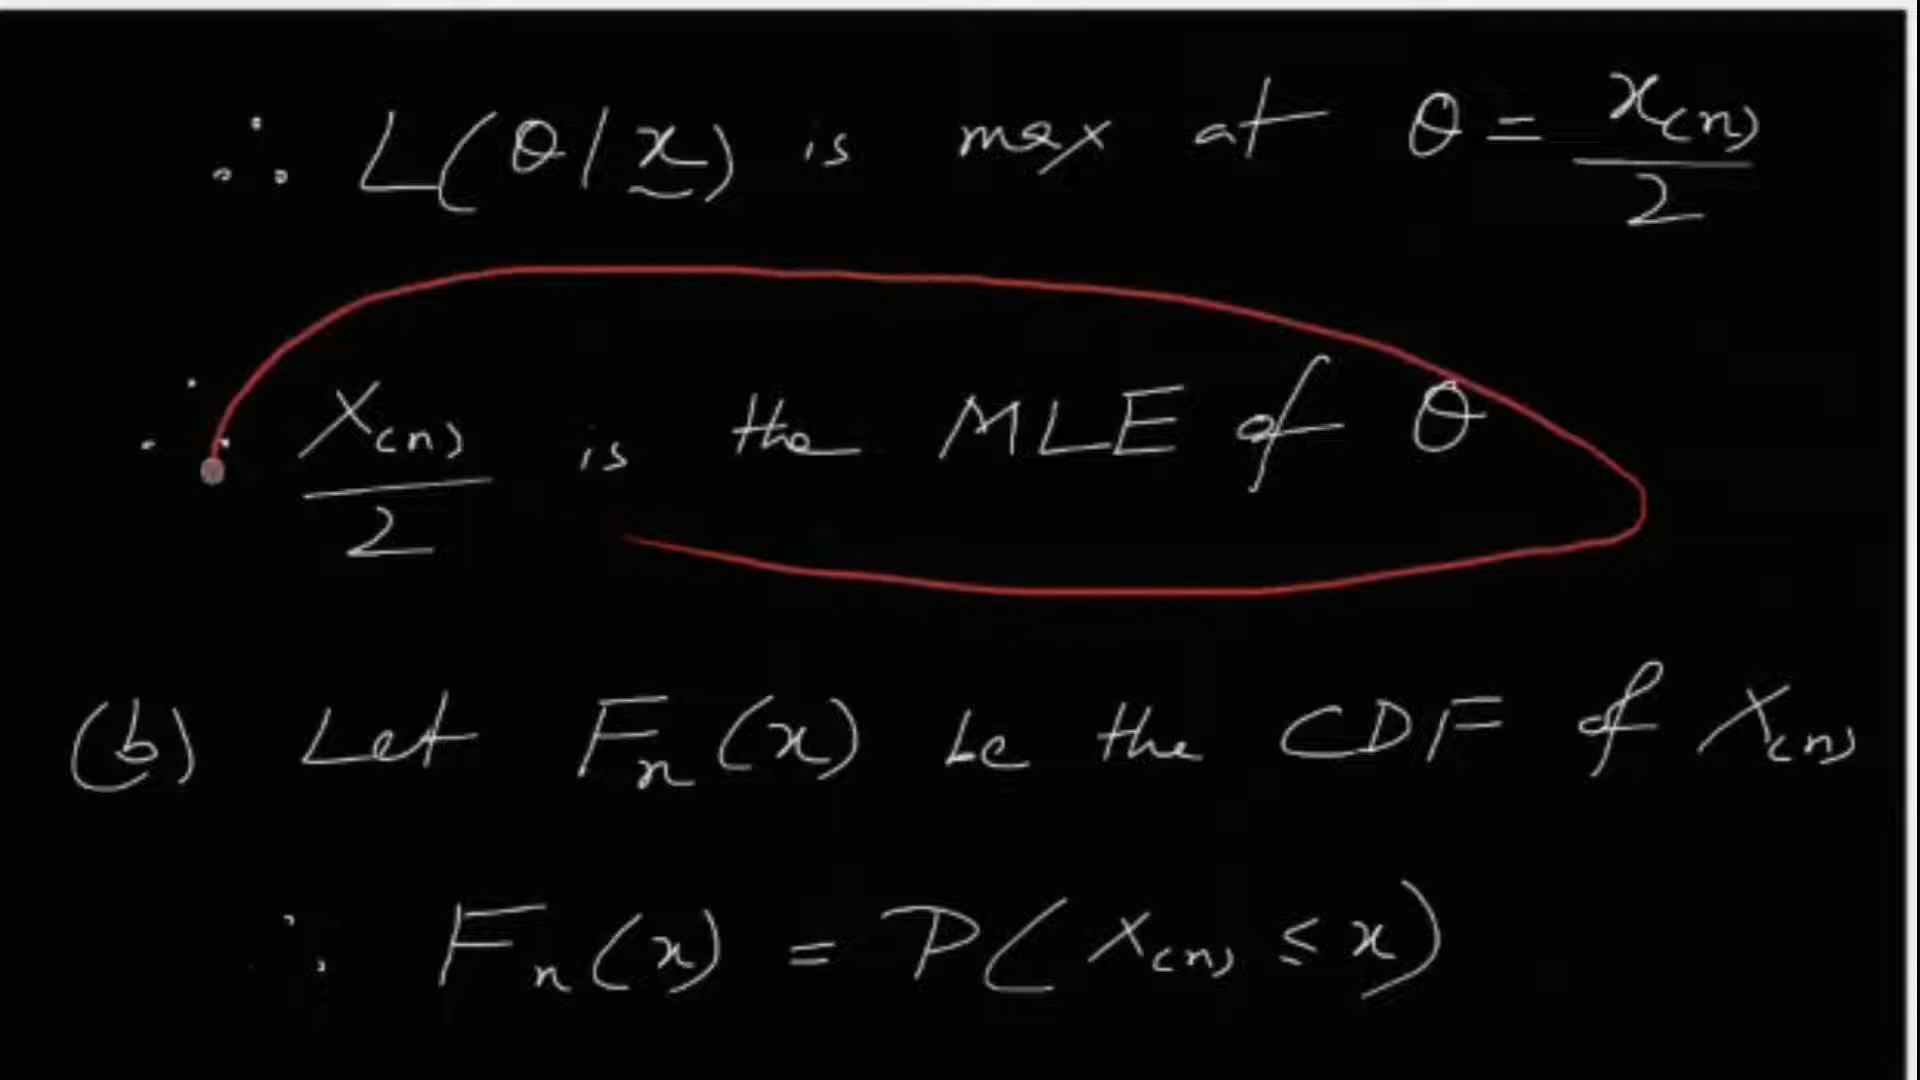 ∴ L(θ/x̰) is max at θ = x₍ₙ₎/2
∴ X₍ₙ₎/2 is the MLE of θ
(b) Let Fₙ(x) be the CDF of X₍ₙ₎
∴ Fₙ(x) = P(X₍ₙ₎ ≤ x)